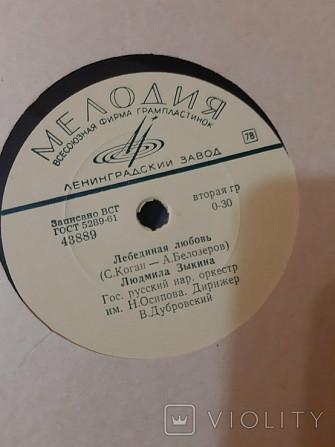 МЕЛОДИЯ
ВСЕСОЮЗНАЯ ФИРМА ГРАМПЛАСТИНОК
78
ЛЕНИНГРАДСКИЙ ЗАВОД
Записано ВСГ
ГОСТ 5289-61
43889
вторая гр
0-30
Лебединая любовь
(С.Коган — А.Белозеров)
Людмила Зыкина
Гос. русский нар. оркестр
им. Н.Осипова. Дирижер
В.Дубровский
VIOLITY